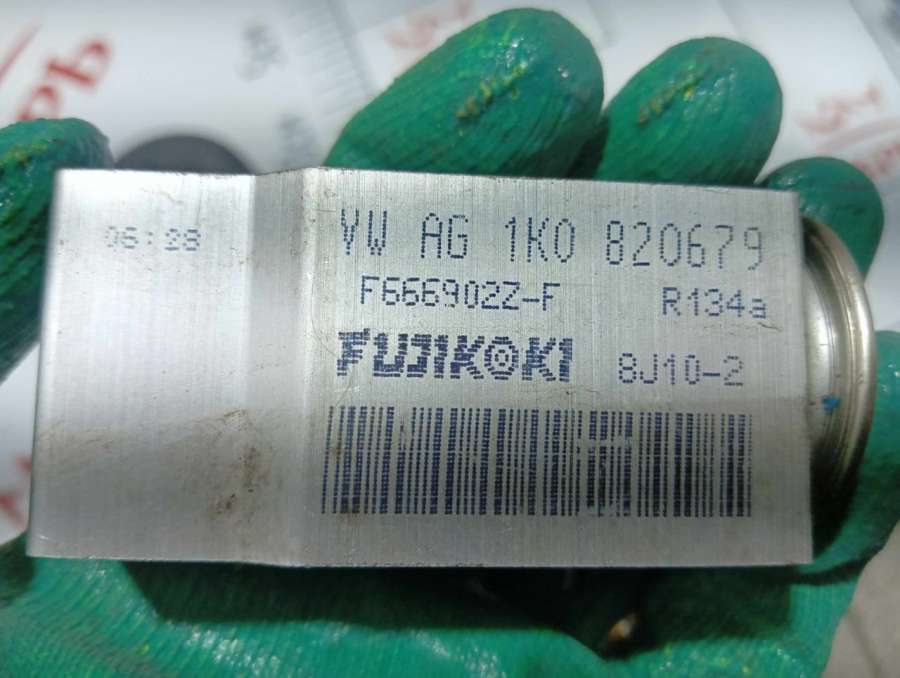 06:28
VW AG 1K0 820679
F666902Z-F R134a
FUJIKOKI 8J10-2